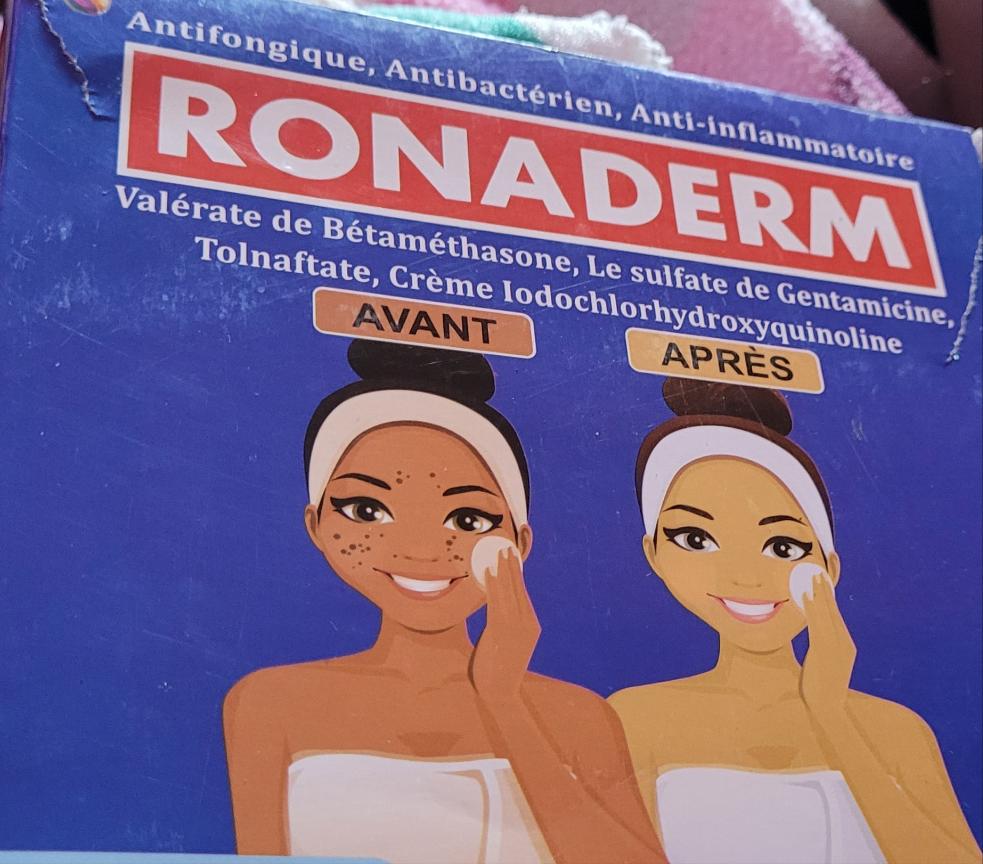 Antifongique, Antibactérien, Anti-inflammatoire
RONADERM
Valérate de Bétaméthasone, Le sulfate de Gentamicine,
Tolnaftate, Crème Iodochlorhydroxyquinoline
AVANT
APRÈS